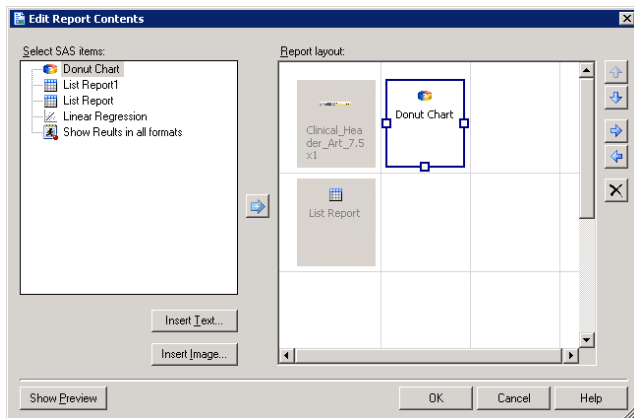 Edit Report Contents
Select SAS items:
Donut Chart
List Report1
List Report
Linear Regression
Show Reults in all formats
Insert Text...
Insert Image...
Report layout:
Clinical_Hea
der_Art_7.5
x1
Donut Chart
List Report
Show Preview
OK
Cancel
Help